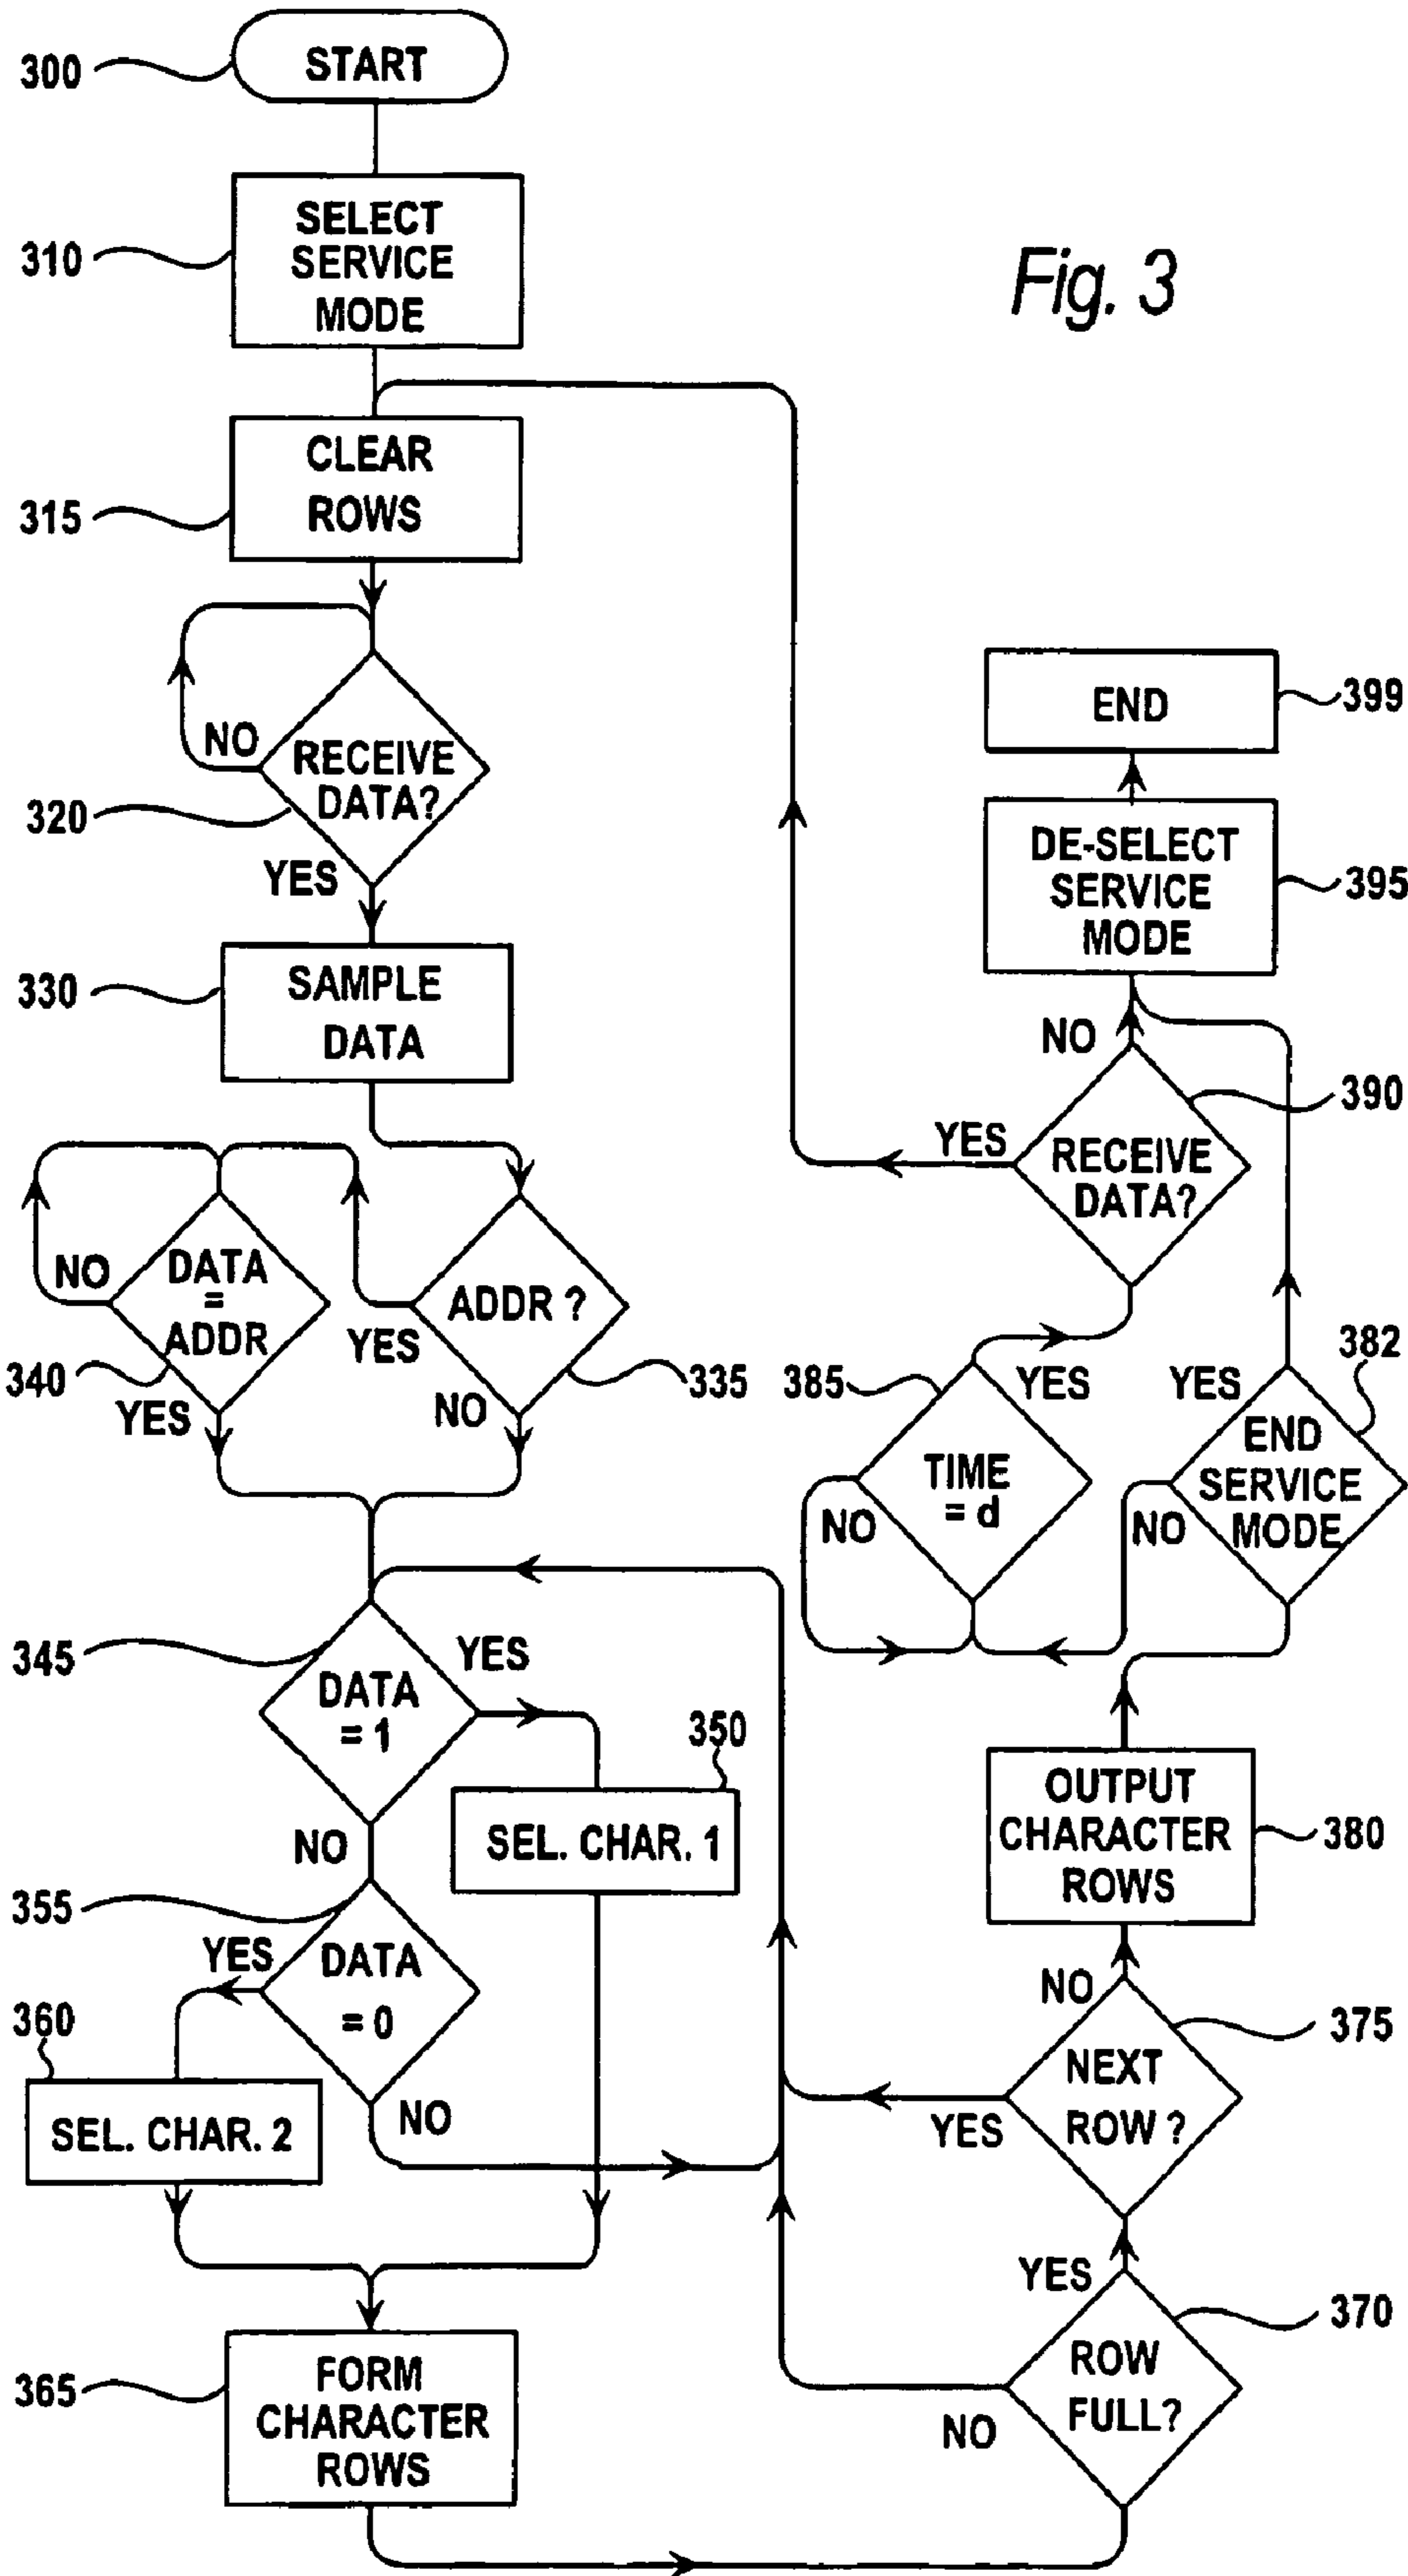 300
START
310
SELECT
SERVICE
MODE
Fig. 3
315
CLEAR
ROWS
320
NO
RECEIVE
DATA?
YES
330
SAMPLE
DATA
340
NO
DATA
=
ADDR
YES
335
ADDR ?
YES
NO
345
DATA
= 1
YES
NO
350
SEL. CHAR. 1
355
YES
DATA
= 0
NO
360
SEL. CHAR. 2
365
FORM
CHARACTER
ROWS
END
399
DE-SELECT
SERVICE
MODE
395
NO
390
YES
RECEIVE
DATA?
385
YES
TIME
= d
NO
382
YES
END
SERVICE
MODE
NO
OUTPUT
CHARACTER
ROWS
380
NO
375
NEXT
ROW ?
YES
YES
370
ROW
FULL?
NO